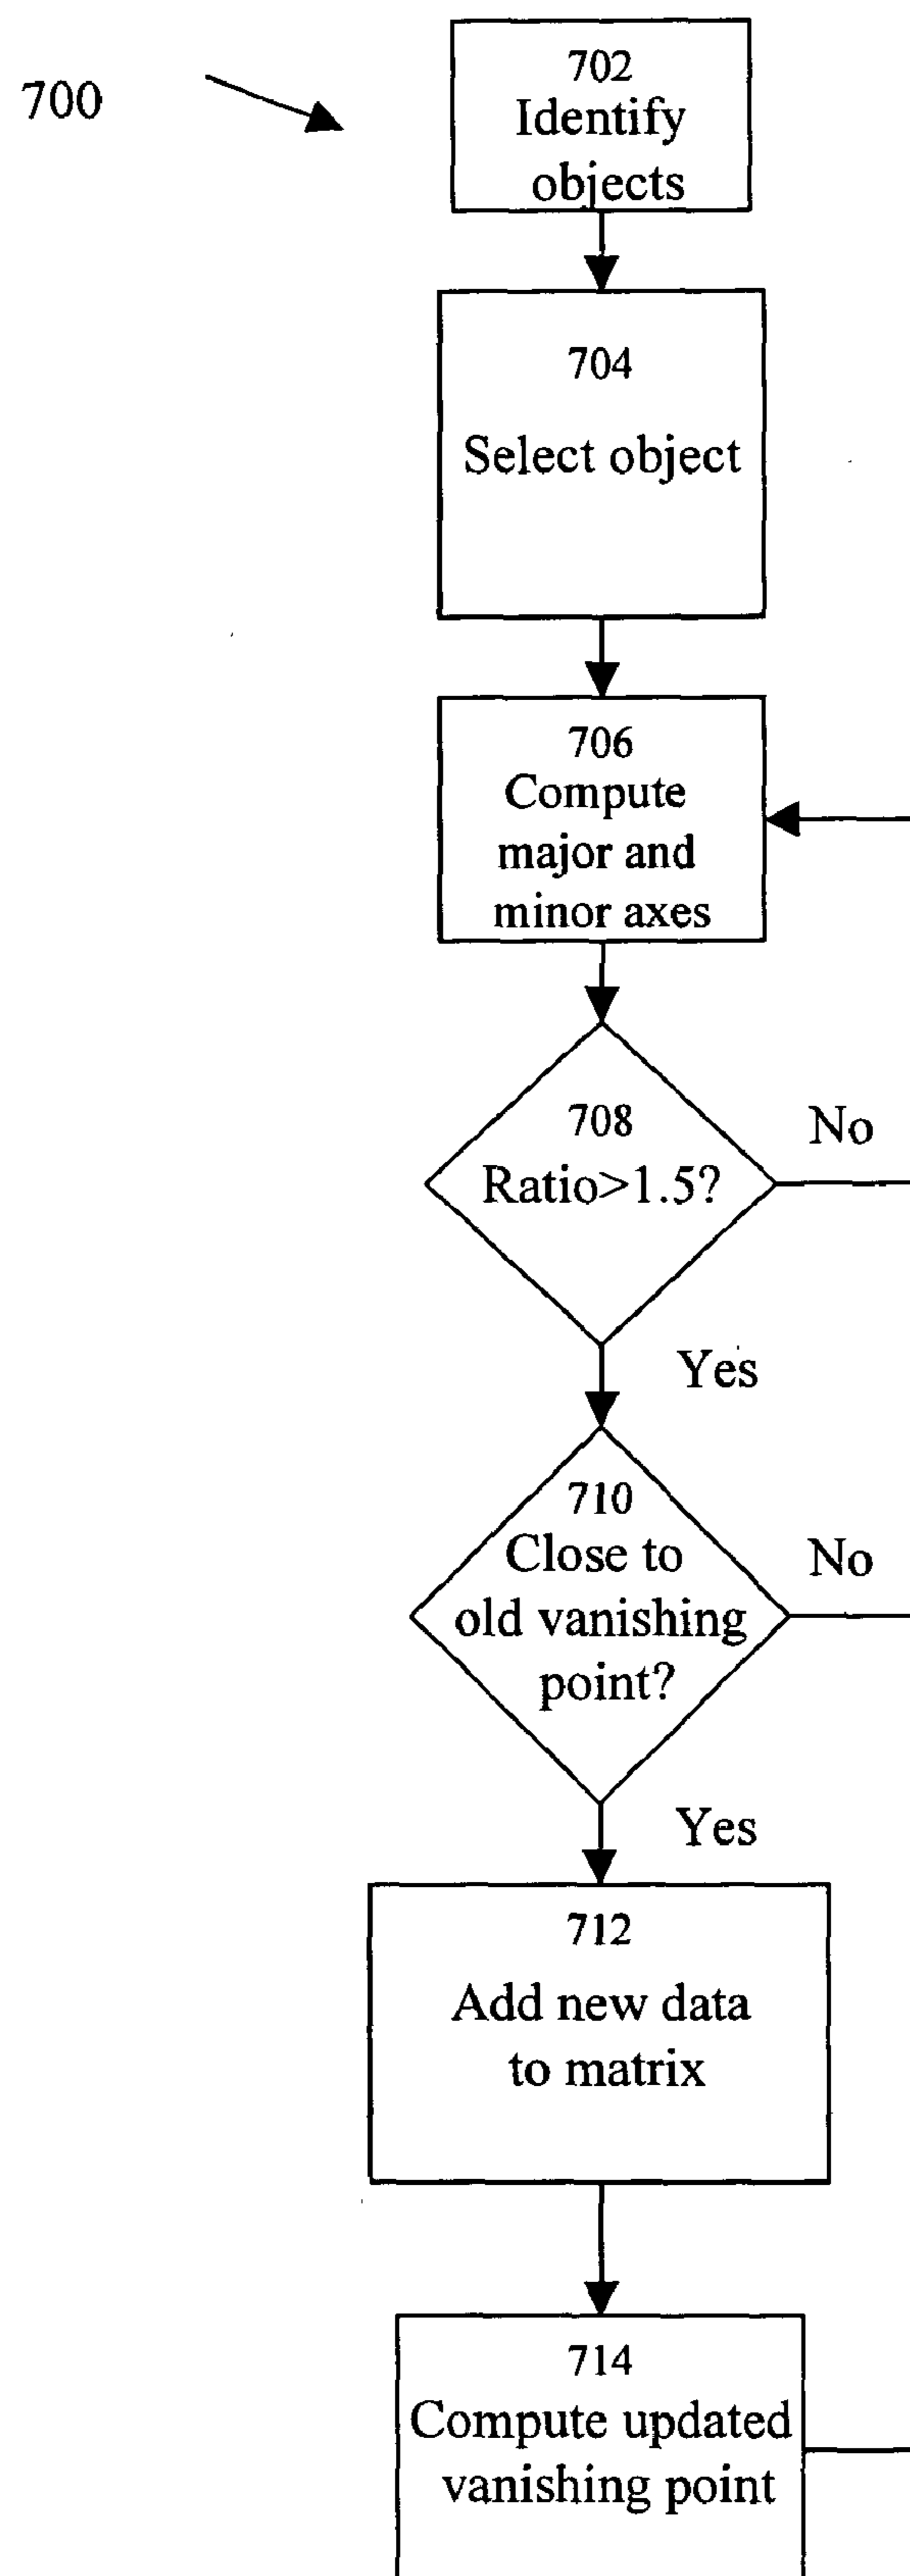 700
702
Identify
objects
704
Select object
706
Compute
major and
minor axes
708
Ratio>1.5?
No
Yes
710
Close to
old vanishing
point?
No
Yes
712
Add new data
to matrix
714
Compute updated
vanishing point